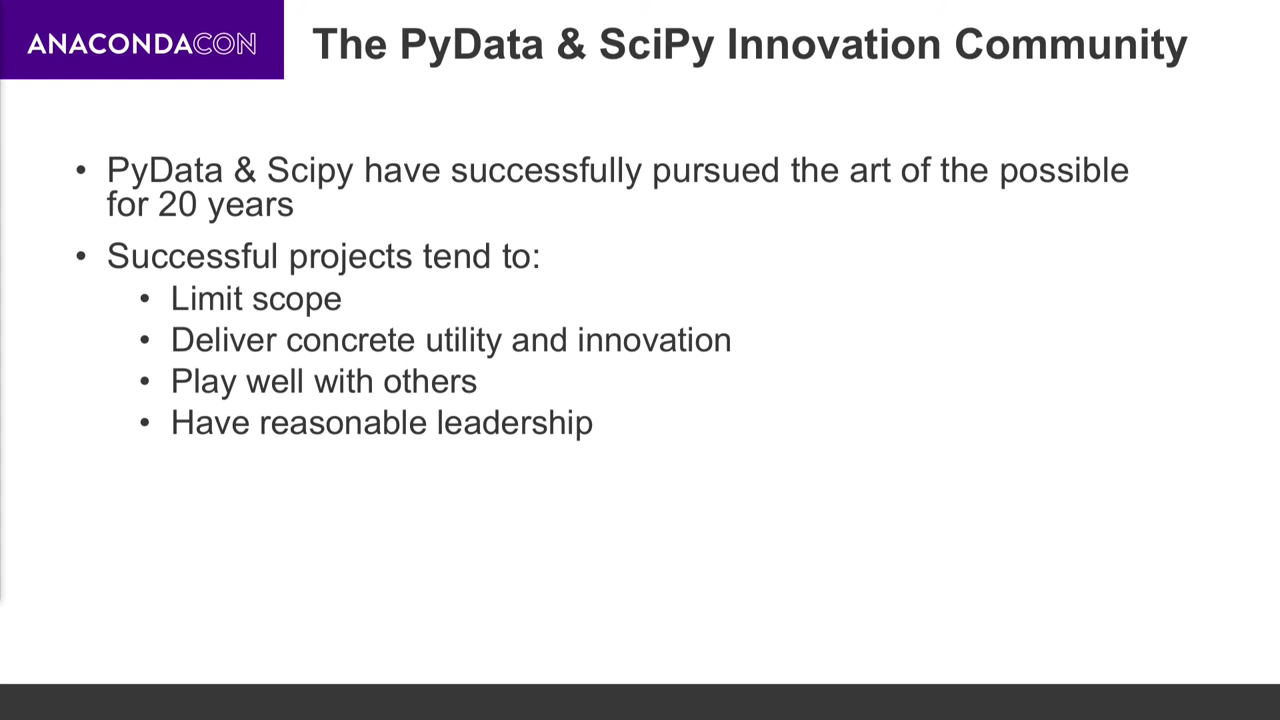 ANACONDACON
The PyData & SciPy Innovation Community
• PyData & Scipy have successfully pursued the art of the possible
for 20 years
• Successful projects tend to:
• Limit scope
• Deliver concrete utility and innovation
• Play well with others
• Have reasonable leadership